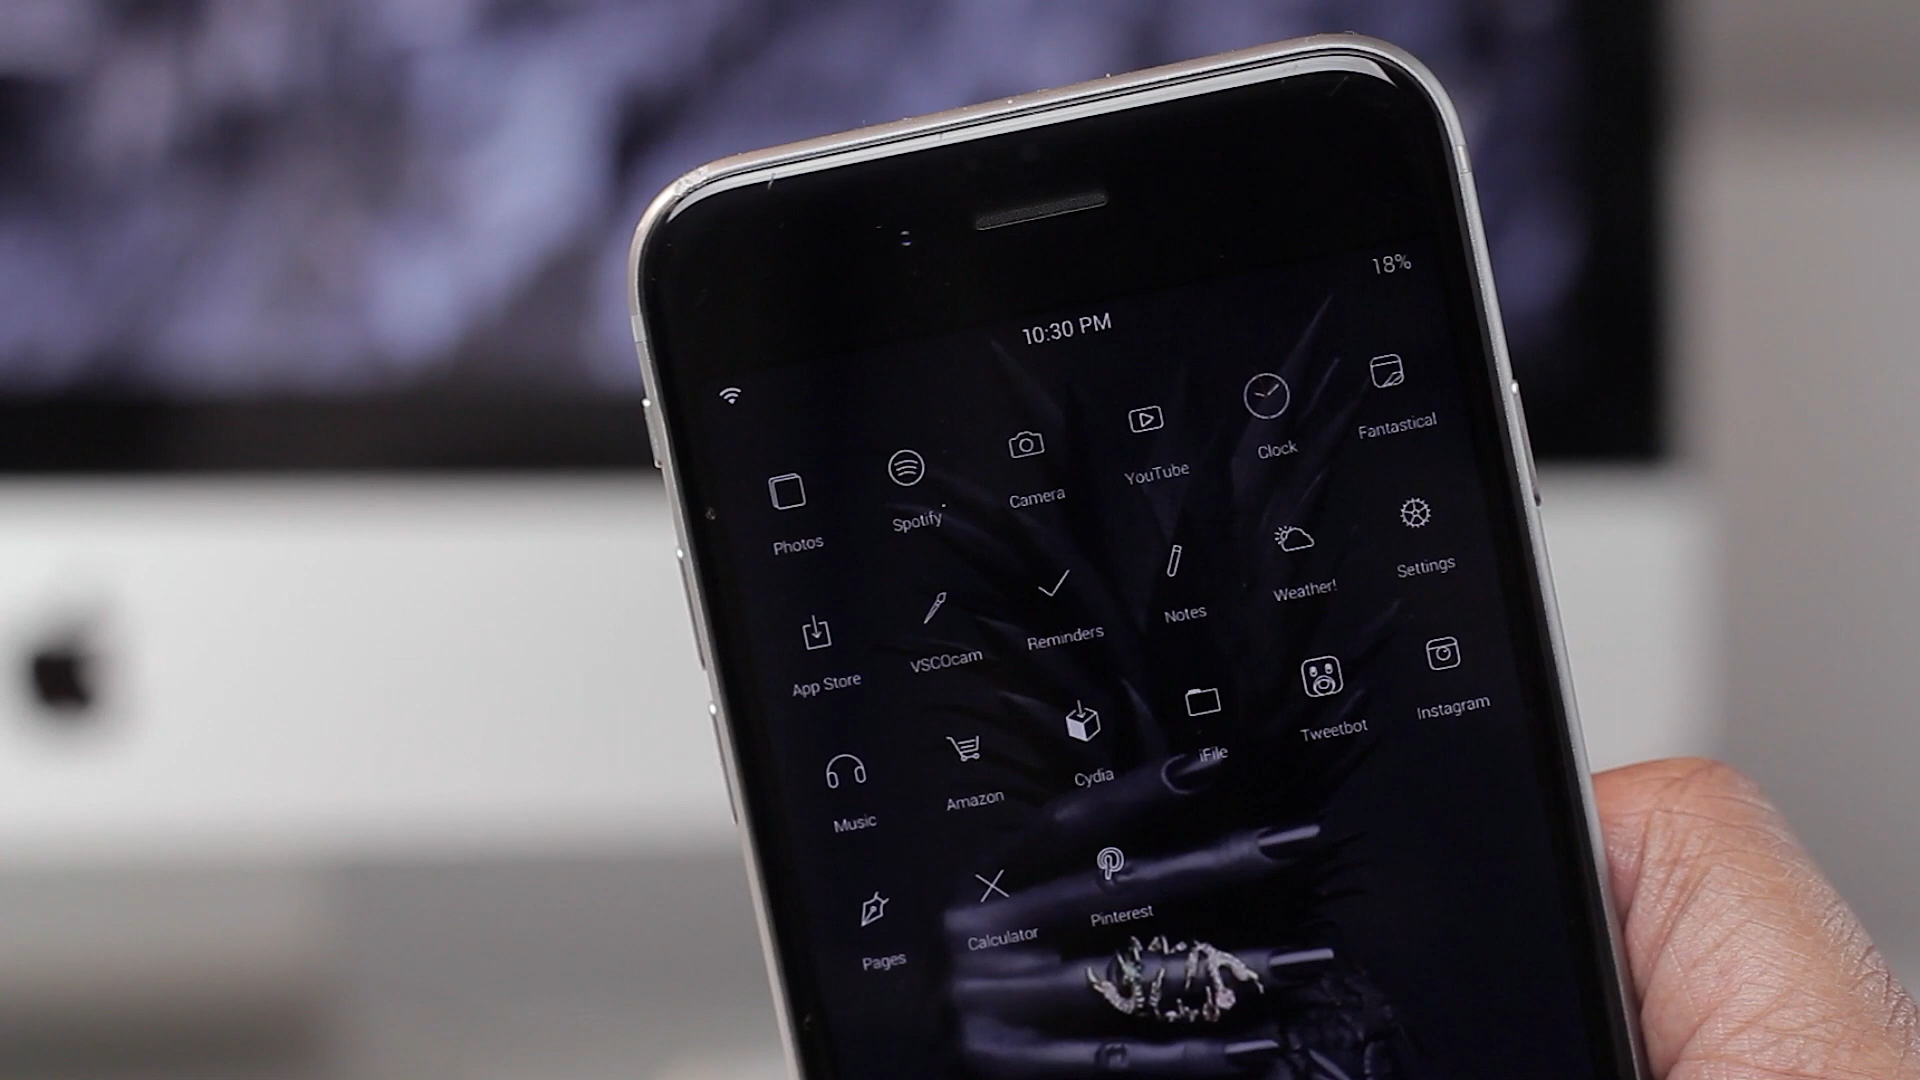 18%
10:30 PM
Photos Spotify Camera YouTube Clock Fantastical
App Store VSCOcam Reminders Notes Weather! Settings
Music Amazon Cydia iFile Tweetbot Instagram
Pages Calculator Pinterest